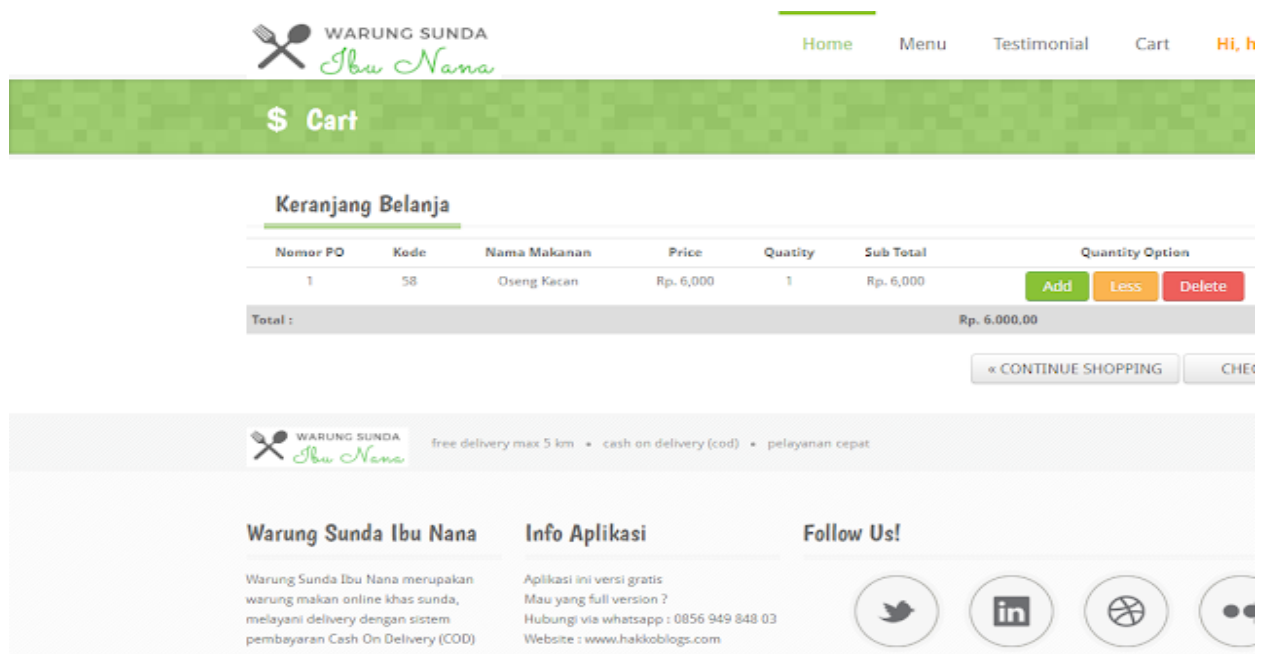 WARUNG SUNDA
Ibu Nana
Home Menu Testimonial Cart Hi, h
$ Cart
Keranjang Belanja
Nomor PO Kode Nama Makanan Price Quatity Sub Total Quantity Option
1 58 Oseng Kacan Rp. 6,000 1 Rp. 6,000 Add Less Delete
Total : Rp. 6.000,00
« CONTINUE SHOPPING CHEC
WARUNG SUNDA
Ibu Nana
free delivery max 5 km • cash on delivery (cod) • pelayanan cepat
Warung Sunda Ibu Nana
Warung Sunda Ibu Nana merupakan
warung makan online khas sunda,
melayani delivery dengan sistem
pembayaran Cash On Delivery (COD)
Info Aplikasi
Aplikasi ini versi gratis
Mau yang full version ?
Hubungi via whatsapp : 0856 949 848 03
Website : www.hakkoblogs.com
Follow Us!
in